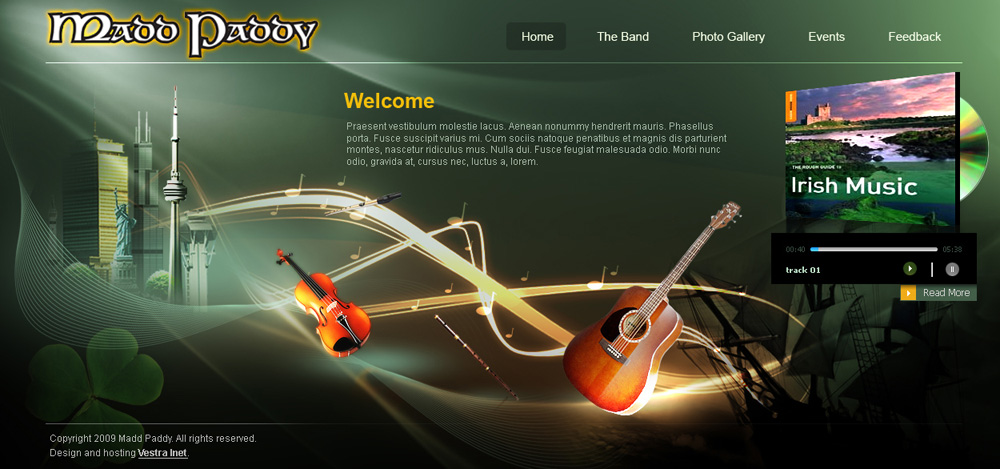 Madd Paddy
Home
The Band
Photo Gallery
Events
Feedback
Welcome
Praesent vestibulum molestie lacus. Aenean nonummy hendrerit mauris. Phasellus
porta. Fusce suscipit varius mi. Cum sociis natoque penatibus et magnis dis parturient
montes, nascetur ridiculus mus. Nulla dui. Fusce feugiat malesuada odio. Morbi nunc
odio, gravida at, cursus nec, luctus a, lorem.
THE ROUGH GUIDE TO
Irish Music
00:40
05:38
track 01
Read More
Copyright 2009 Madd Paddy. All rights reserved.
Design and hosting Vestra Inet.